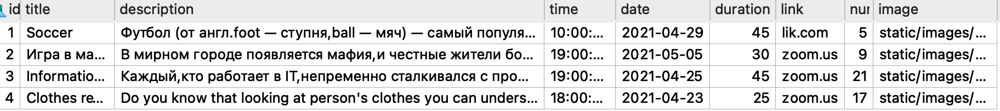 id title description time date duration link nur image
1 Soccer Футбол (от англ.foot — ступня,ball — мяч) — самый популя... 10:00:... 2021-04-29 45 lik.com 5 static/images/...
2 Игра в ма... В мирном городе появляется мафия,и честные жители бо... 19:00:... 2021-05-05 30 zoom.us 9 static/images/...
3 Informatio... Каждый,кто работает в IT,непременно сталкивался с про... 19:00:... 2021-04-25 45 zoom.us 21 static/images/...
4 Clothes re... Do you know that looking at person's clothes you can unders... 18:00:... 2021-04-23 25 zoom.us 17 static/images/...